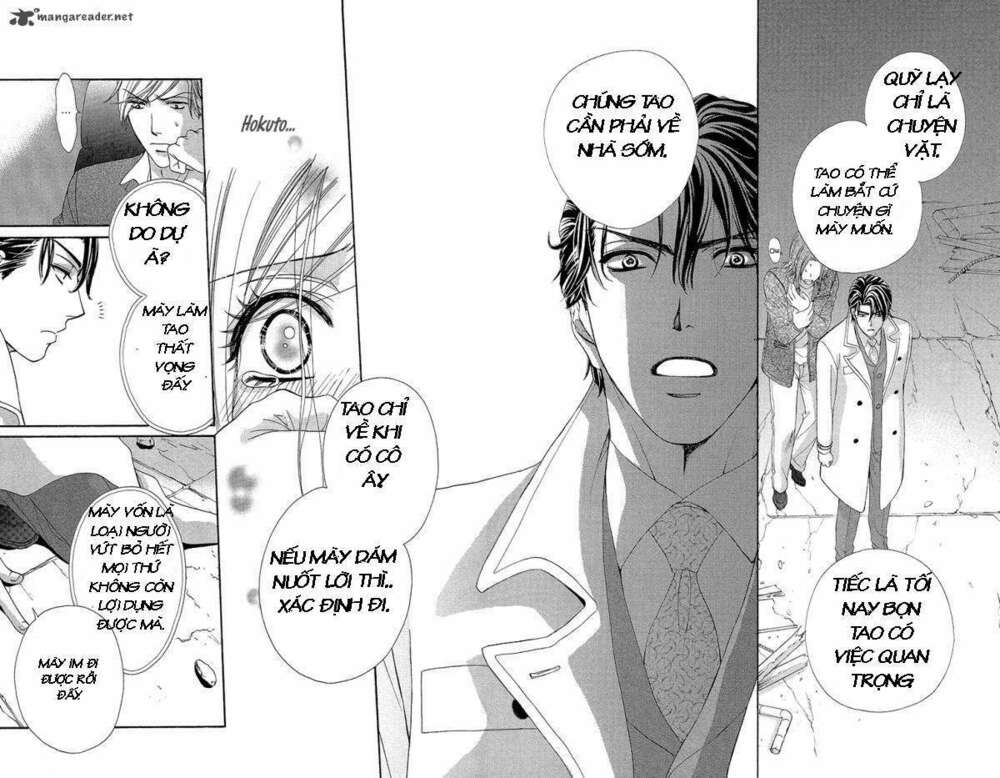 mangareader.net
QUỲ LẠY
CHỈ LÃ
CHUYỆN
VẶT.
TAO CÓ THỂ
LÀM BẤT CỨ
CHUYỆN GÌ
MÀY MUỐN.
TIẾC LÀ TỐI
NAY BỌN
TAO CÓ
VIỆC QUAN
TRỌNG
CHÚNG TAO
CẦN PHẢI VỀ
NHÀ SỚM.
TAO CHỈ
VỀ KHI
CÓ CÔ
ẤY.
NẾU MÀY DÁM
NUỐT LỜI THÌ..
XÁC ĐỊNH ĐI.
Hokuto...
...
KHÔNG
DO DỰ
À?
MÀY LÀM
TAO
THẤT
VỌNG
ĐẤY.
MÀY VỐN LÀ
LOẠI NGƯỜI
VỨT BỎ HẾT
MỌI THỨ
KHÔNG CÒN
LỢI DỤNG
ĐƯỢC MÀ.
MÀY IM ĐI
ĐƯỢC RỒI
ĐẤY.